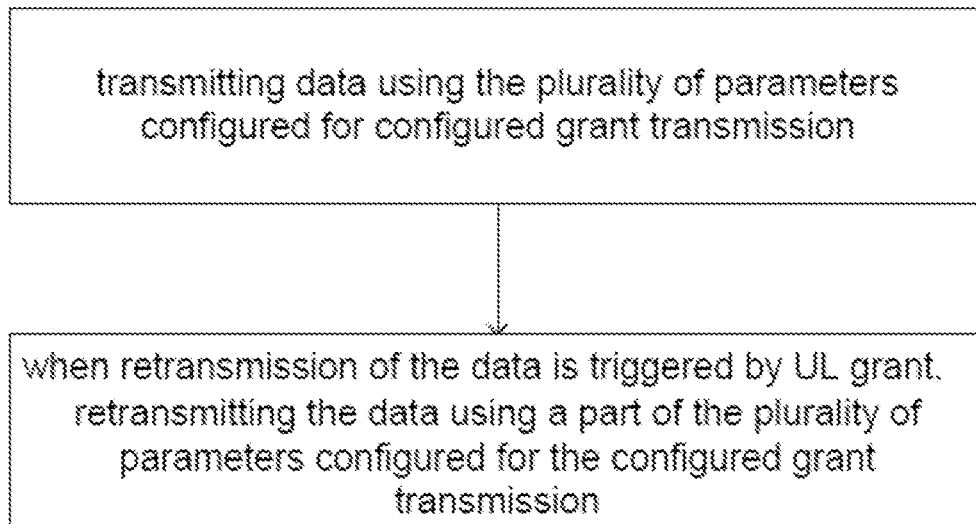 transmitting data using the plurality of parameters
configured for configured grant transmission
when retransmission of the data is triggered by UL grant、
retransmitting the data using a part of the plurality of
parameters configured for the configured grant
transmission